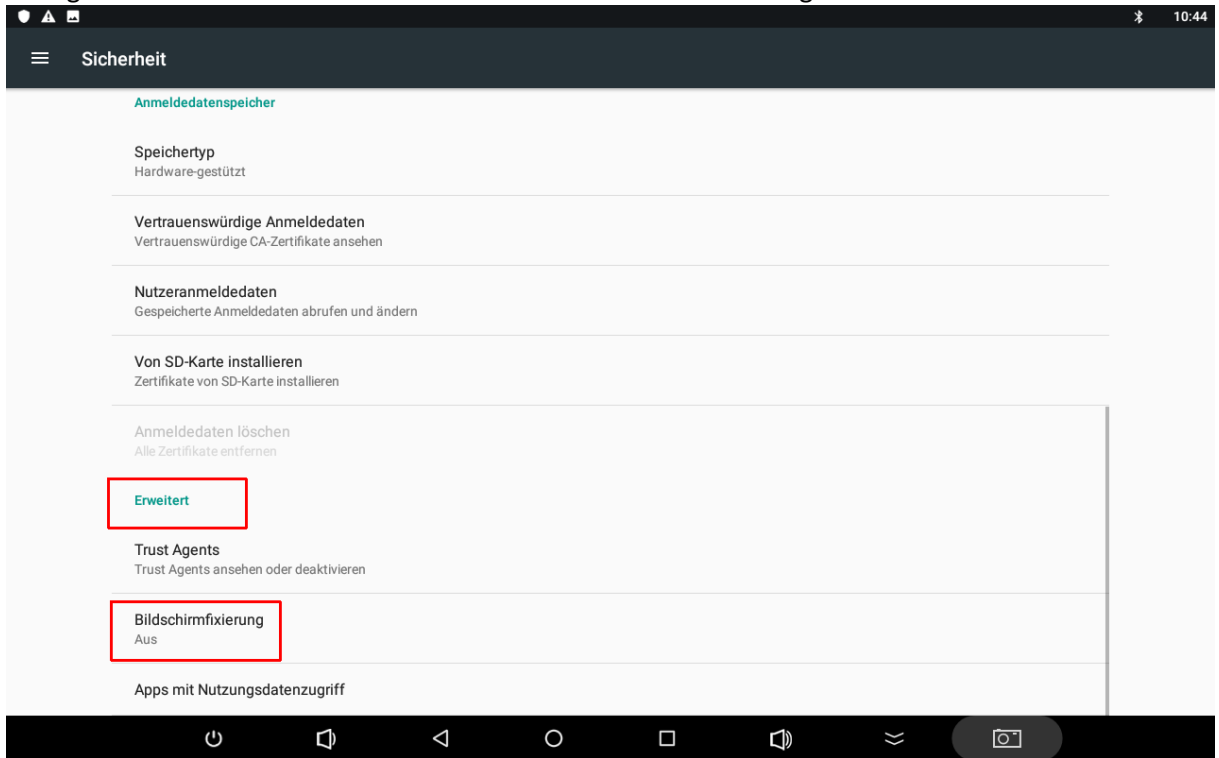 10:44
Sicherheit
Anmeldedatenspeicher
Speichertyp
Hardware-gestützt
Vertrauenswürdige Anmeldedaten
Vertrauenswürdige CA-Zertifikate ansehen
Nutzeranmeldedaten
Gespeicherte Anmeldedaten abrufen und ändern
Von SD-Karte installieren
Zertifikate von SD-Karte installieren
Anmeldedaten löschen
Alle Zertifikate entfernen
Erweitert
Trust Agents
Trust Agents ansehen oder deaktivieren
Bildschirmfixierung
Aus
Apps mit Nutzungsdatenzugriff